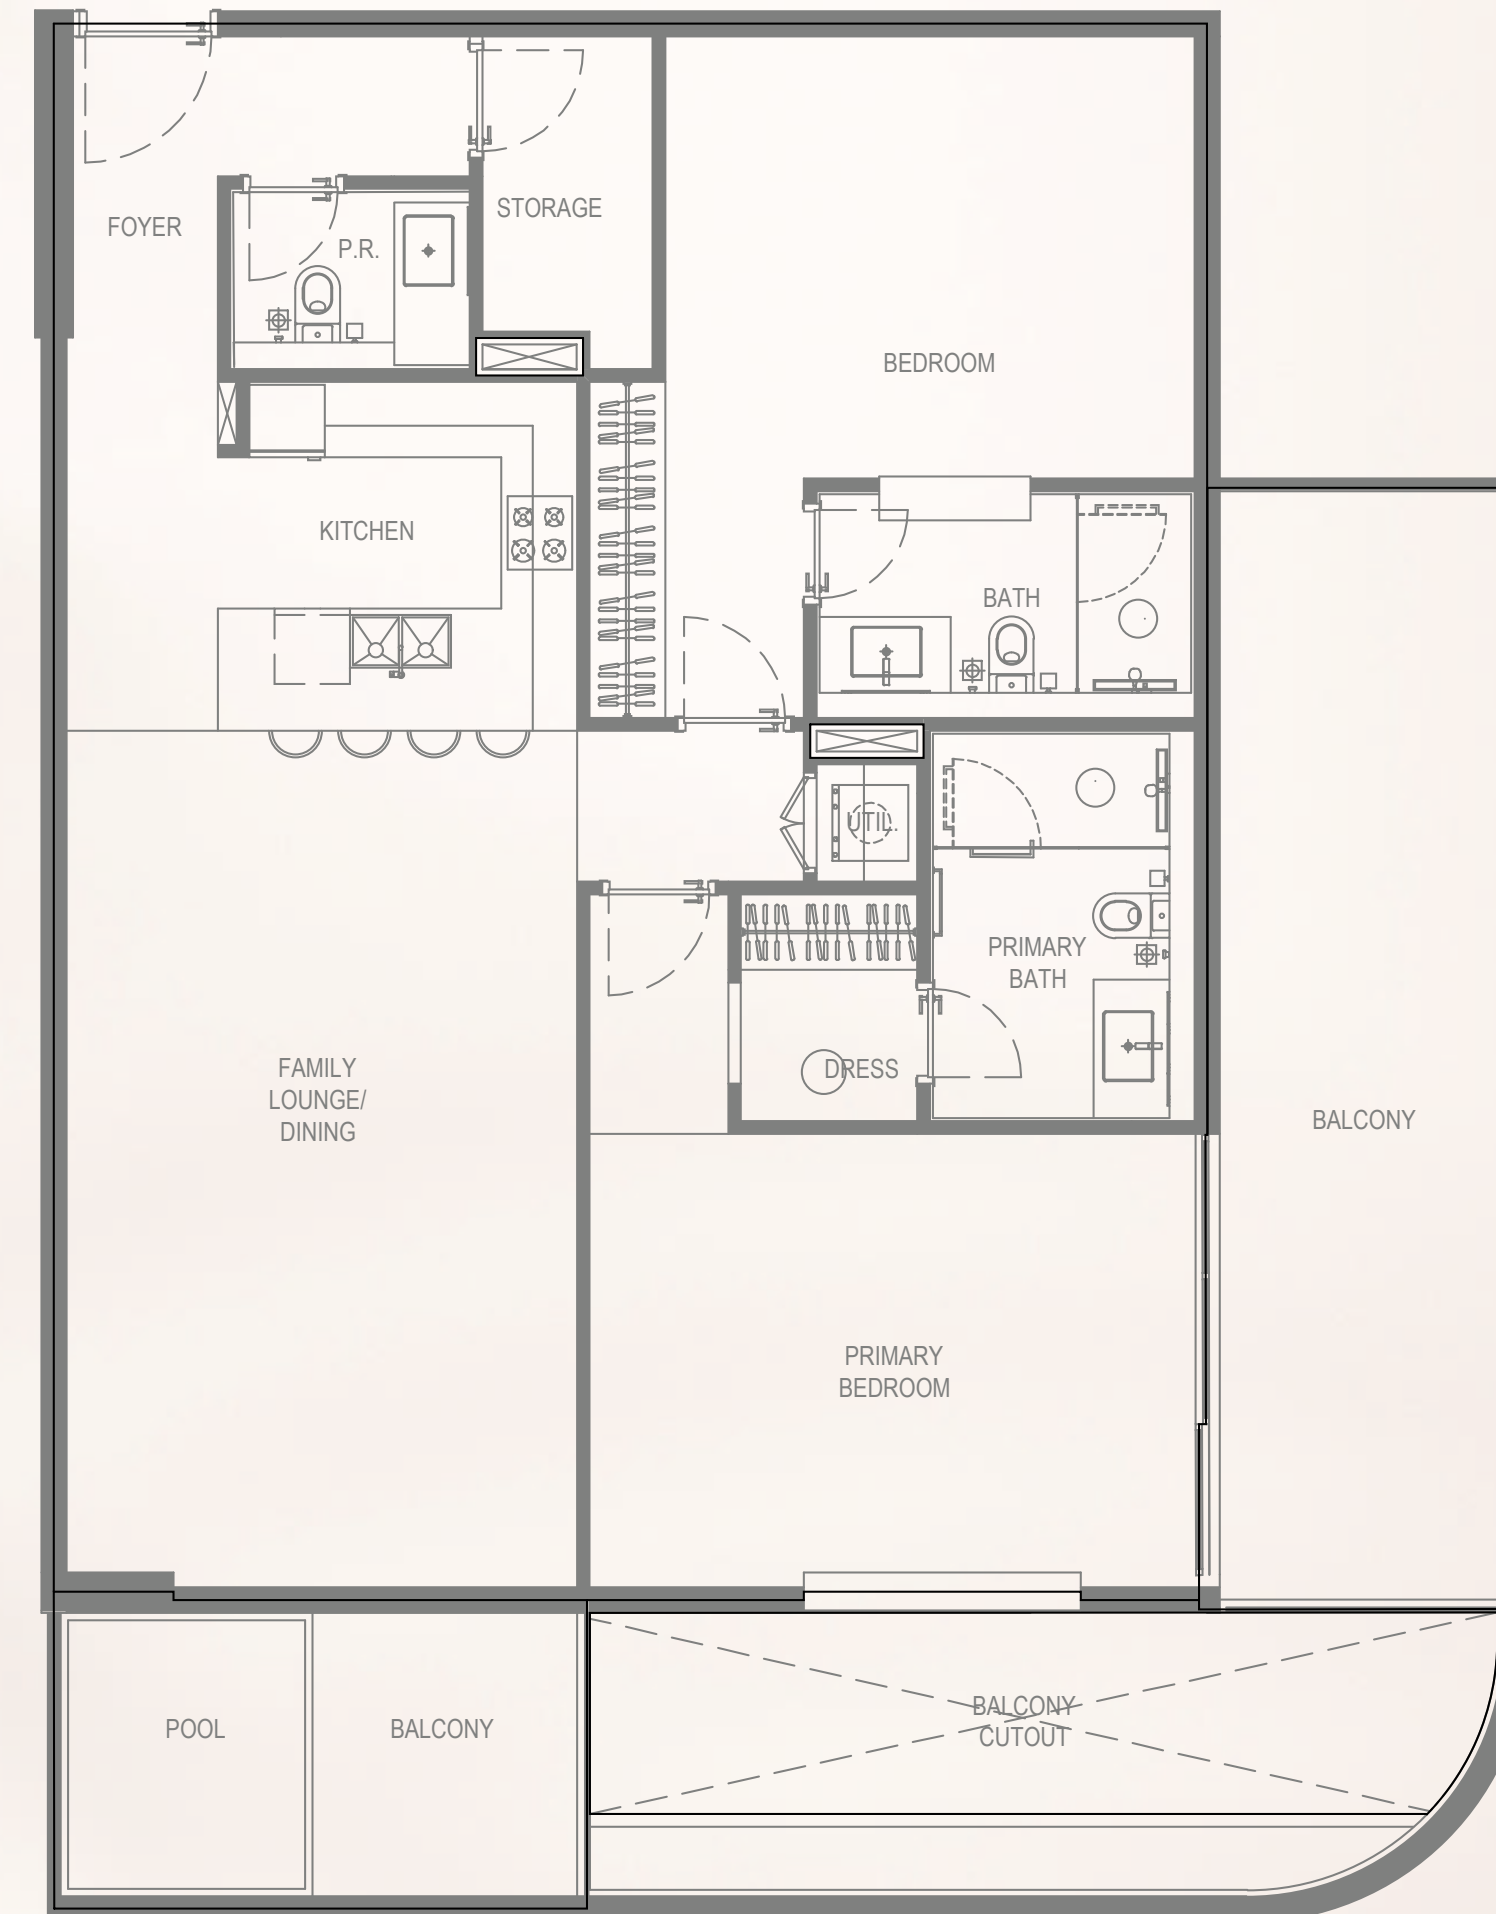 STORAGE
FOYER
P.R.
BEDROOM
KITCHEN
BATH
UTIL.
PRIMARY
BATH
FAMILY
LOUNGE/
DINING
DRESS
BALCONY
PRIMARY
BEDROOM
POOL
BALCONY
BALCONY
CUTOUT